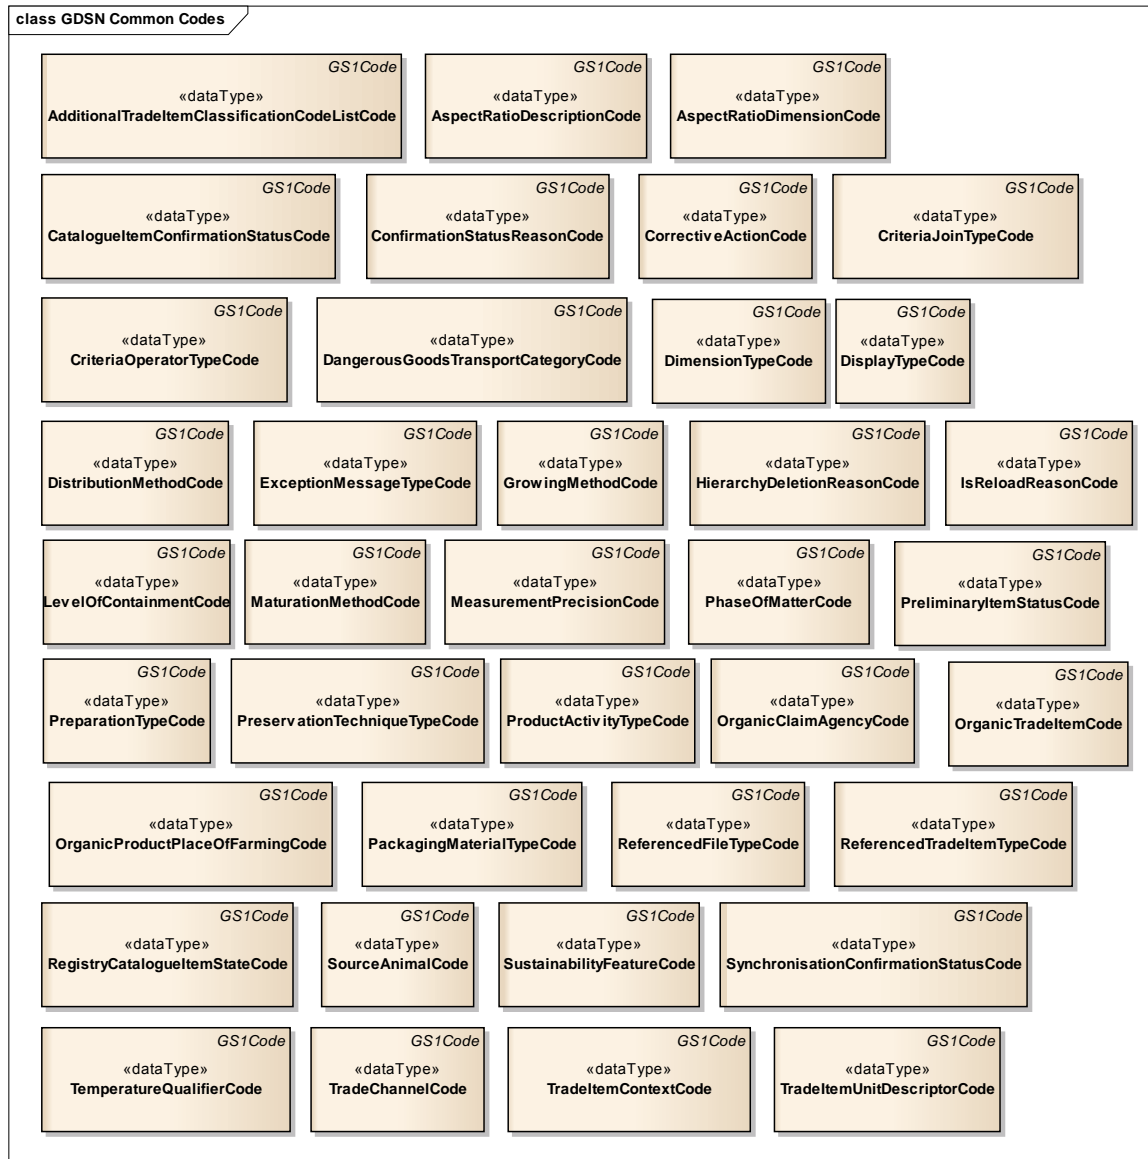 class GDSN Common Codes
GS1Code
«dataType»
AdditionalTradeItemClassificationCodeListCode
GS1Code
«dataType»
AspectRatioDescriptionCode
GS1Code
«dataType»
AspectRatioDimensionCode
GS1Code
«dataType»
CatalogueItemConfirmationStatusCode
GS1Code
«dataType»
ConfirmationStatusReasonCode
GS1Code
«dataType»
CorrectiveActionCode
GS1Code
«dataType»
CriteriaJoinTypeCode
GS1Code
«dataType»
CriteriaOperatorTypeCode
GS1Code
«dataType»
DangerousGoodsTransportCategoryCode
GS1Code
«dataType»
DimensionTypeCode
GS1Code
«dataType»
DisplayTypeCode
GS1Code
«dataType»
DistributionMethodCode
GS1Code
«dataType»
ExceptionMessageTypeCode
GS1Code
«dataType»
GrowingMethodCode
GS1Code
«dataType»
HierarchyDeletionReasonCode
GS1Code
«dataType»
IsReloadReasonCode
GS1Code
«dataType»
LevelOfContainmentCode
GS1Code
«dataType»
MaturationMethodCode
GS1Code
«dataType»
MeasurementPrecisionCode
GS1Code
«dataType»
PhaseOfMatterCode
GS1Code
«dataType»
PreliminaryItemStatusCode
GS1Code
«dataType»
PreparationTypeCode
GS1Code
«dataType»
PreservationTechniqueTypeCode
GS1Code
«dataType»
ProductActivityTypeCode
GS1Code
«dataType»
OrganicClaimAgencyCode
GS1Code
«dataType»
OrganicTradeItemCode
GS1Code
«dataType»
OrganicProductPlaceOfFarmingCode
GS1Code
«dataType»
PackagingMaterialTypeCode
GS1Code
«dataType»
ReferencedFileTypeCode
GS1Code
«dataType»
ReferencedTradeItemTypeCode
GS1Code
«dataType»
RegistryCatalogueItemStateCode
GS1Code
«dataType»
SourceAnimalCode
GS1Code
«dataType»
SustainabilityFeatureCode
GS1Code
«dataType»
SynchronisationConfirmationStatusCode
GS1Code
«dataType»
TemperatureQualifierCode
GS1Code
«dataType»
TradeChannelCode
GS1Code
«dataType»
TradeItemContextCode
GS1Code
«dataType»
TradeItemUnitDescriptorCode